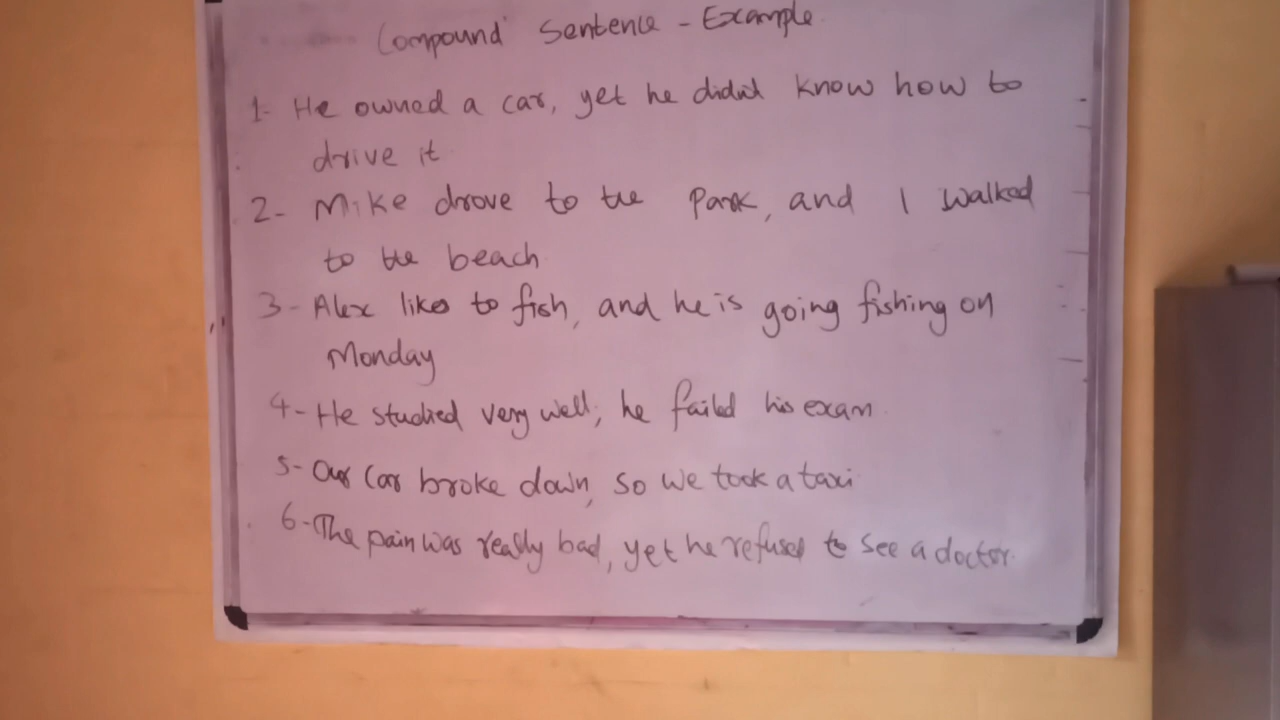 Compound Sentence - Example
1- He owned a car, yet he didn't know how to
drive it
2- Mike drove to the Park, and I walked
to the beach
3- Alex likes to fish, and he is going fishing on
Monday
4- He studied very well; he failed his exam.
5- Our Car broke down, So we took a taxi
6- The pain was really bad, yet he refused to See a doctor.